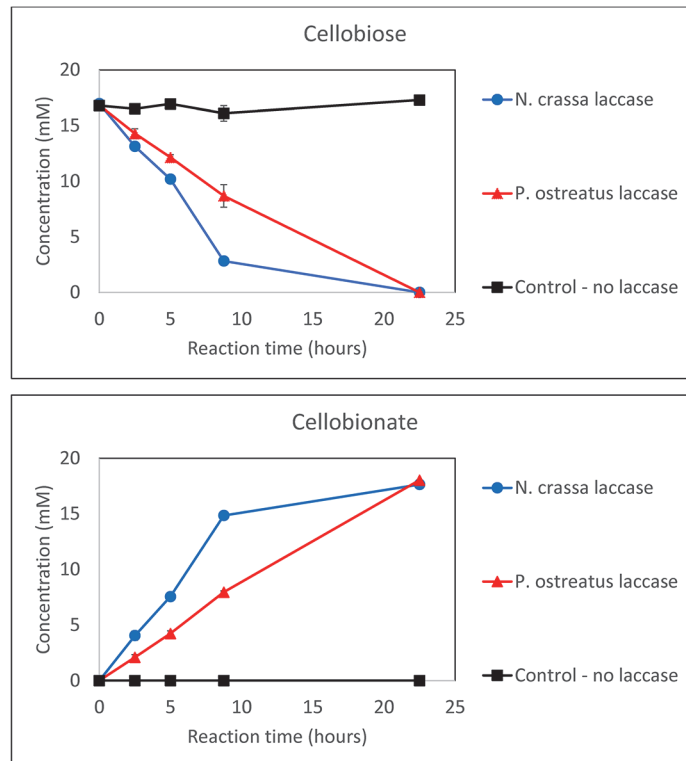 Cellobiose
Concentration (mM)
20
15
10
5
0
0 5 10 15 20 25
Reaction time (hours)
N. crassa laccase
P. ostreatus laccase
Control - no laccase
Cellobionate
Concentration (mM)
20
15
10
5
0
0 5 10 15 20 25
Reaction time (hours)
N. crassa laccase
P. ostreatus laccase
Control - no laccase